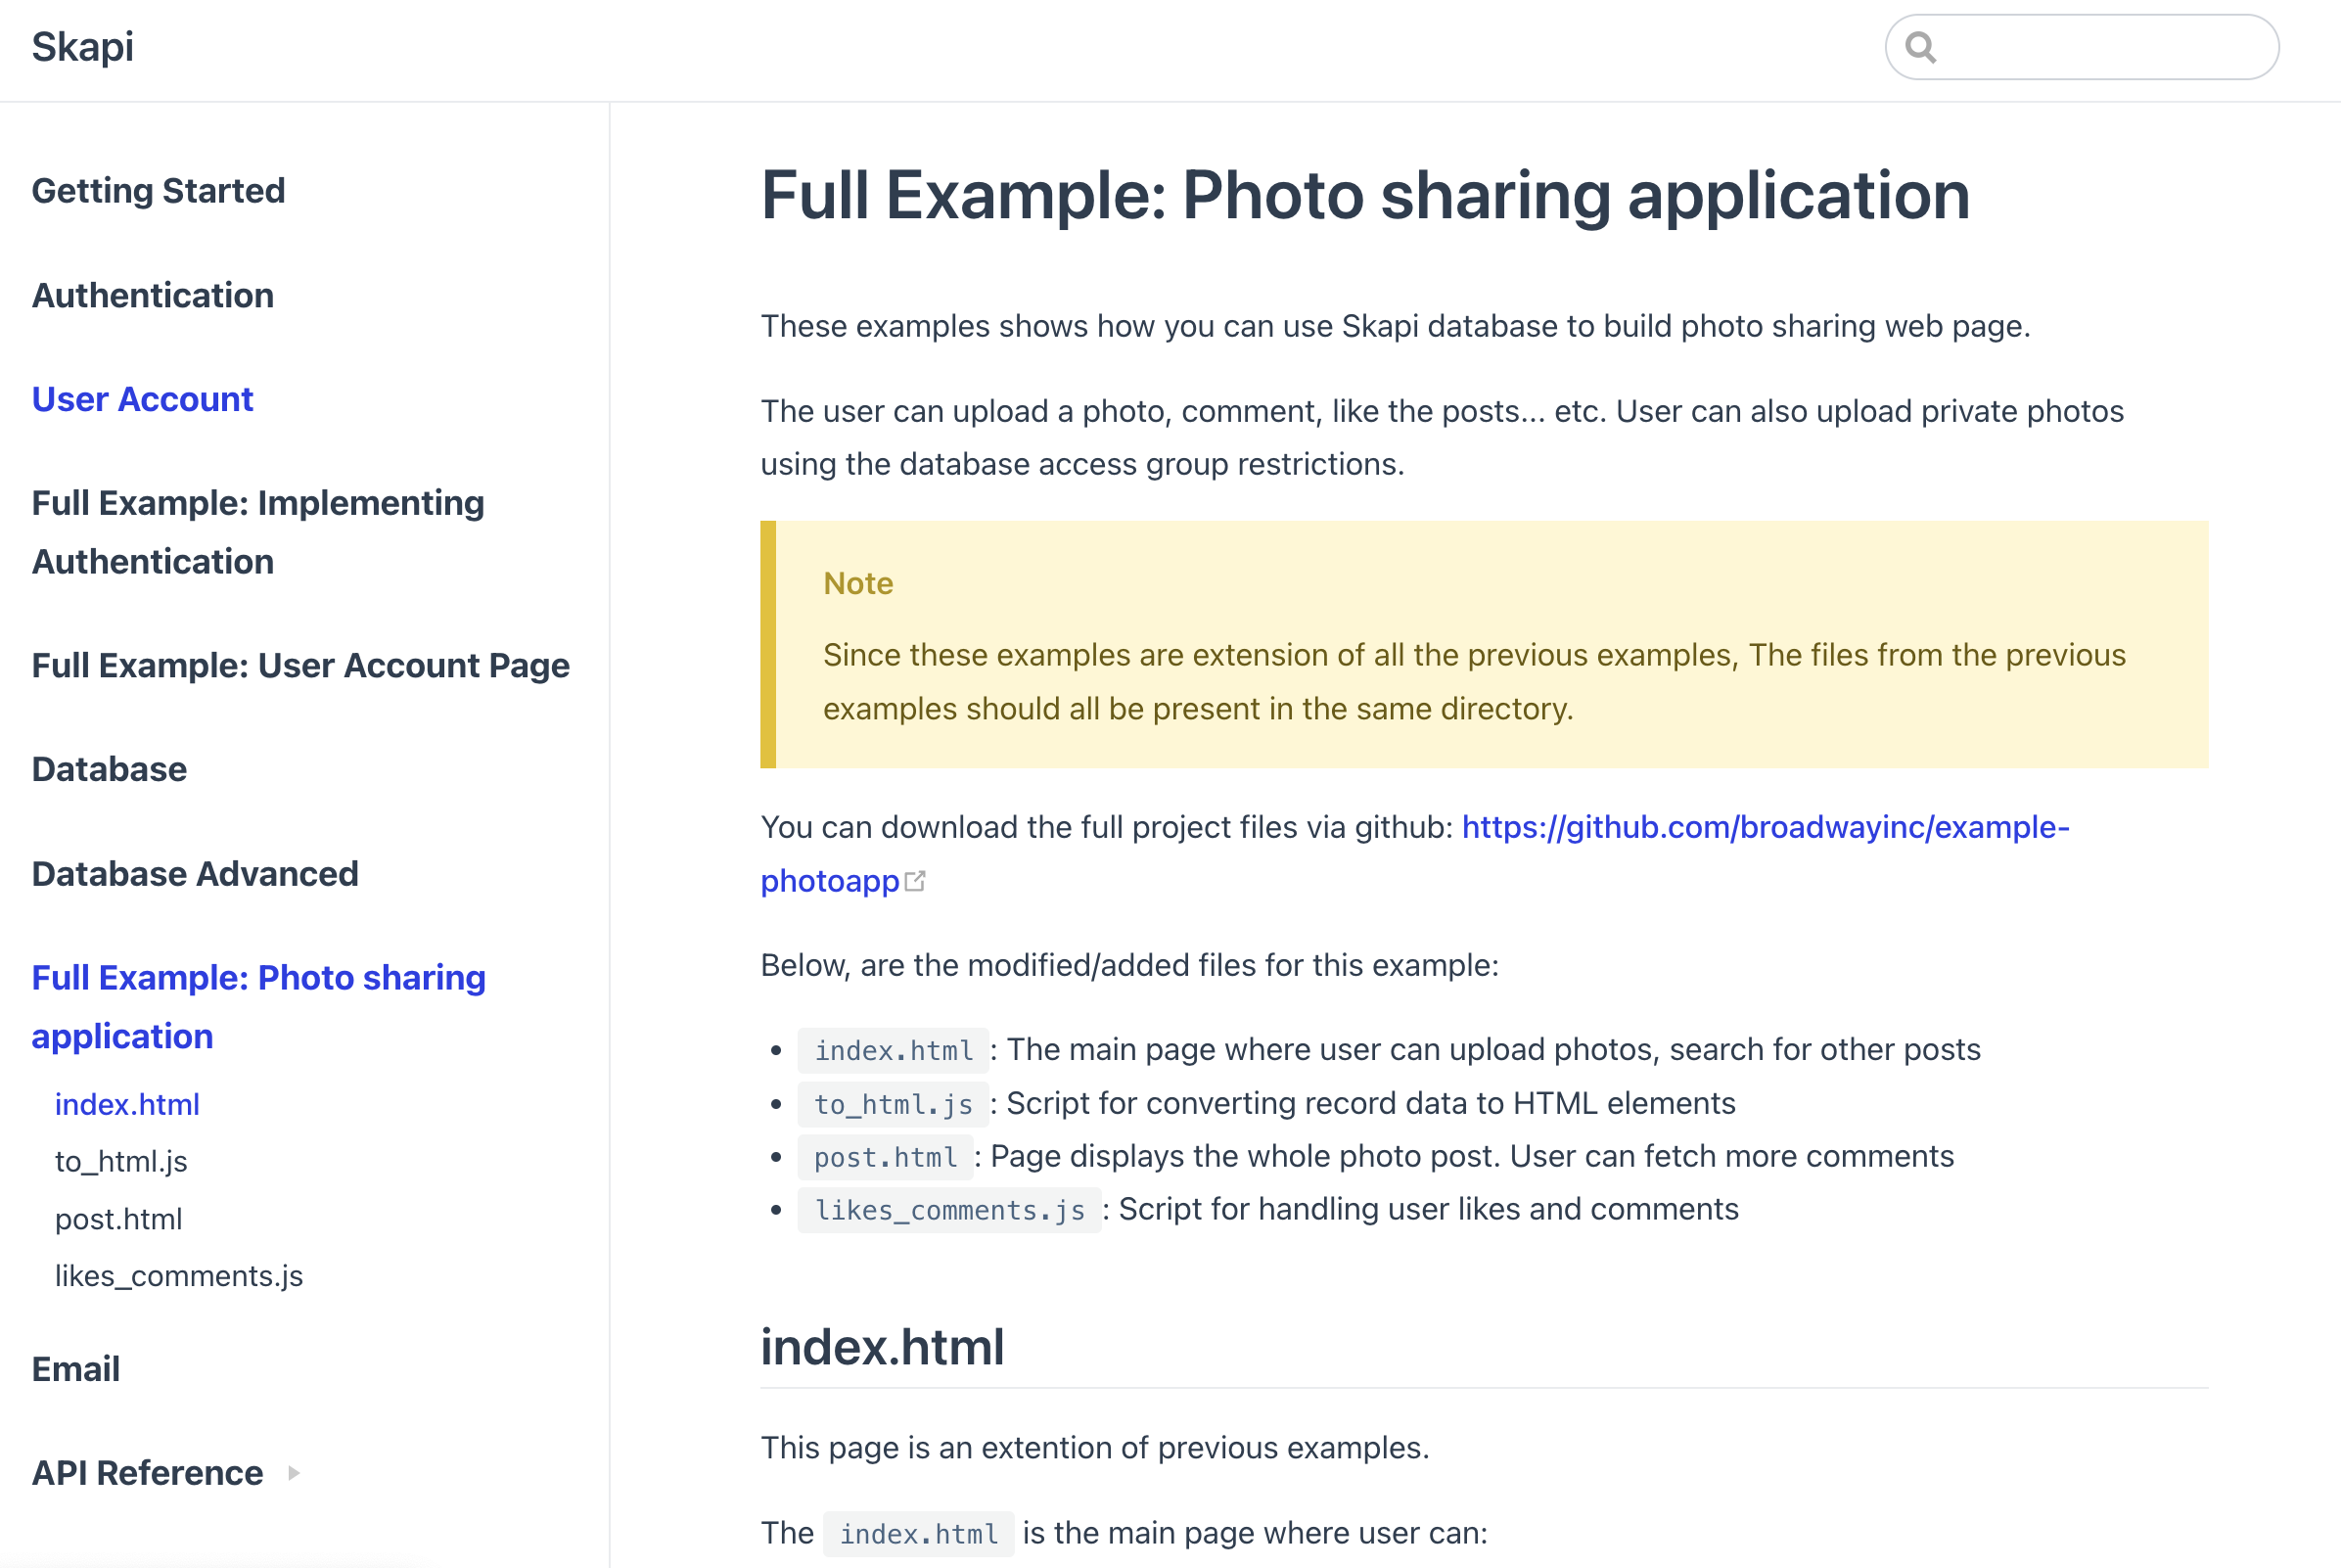 Skapi
Getting Started
Authentication
User Account
Full Example: Implementing
Authentication
Full Example: User Account Page
Database
Database Advanced
Full Example: Photo sharing
application
index.html
to_html.js
post.html
likes_comments.js
Email
API Reference
Full Example: Photo sharing application
These examples shows how you can use Skapi database to build photo sharing web page.
The user can upload a photo, comment, like the posts... etc. User can also upload private photos
using the database access group restrictions.
Note
Since these examples are extension of all the previous examples, The files from the previous
examples should all be present in the same directory.
You can download the full project files via github: https://github.com/broadwayinc/example-
photoapp
Below, are the modified/added files for this example:
• index.html : The main page where user can upload photos, search for other posts
• to_html.js : Script for converting record data to HTML elements
• post.html : Page displays the whole photo post. User can fetch more comments
• likes_comments.js : Script for handling user likes and comments
index.html
This page is an extention of previous examples.
The index.html is the main page where user can: